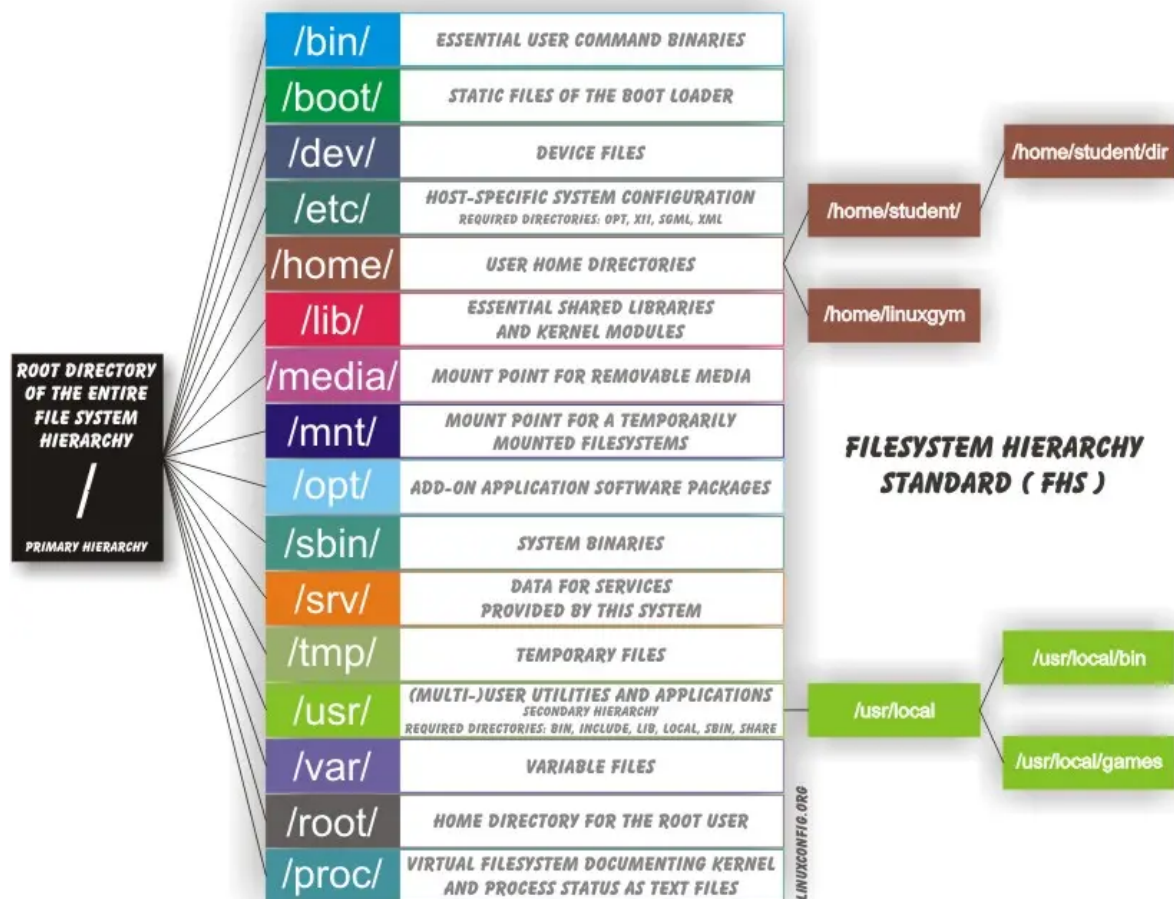 /bin/
ESSENTIAL USER COMMAND BINARIES
/boot/
STATIC FILES OF THE BOOT LOADER
/dev/
DEVICE FILES
/etc/
HOST-SPECIFIC SYSTEM CONFIGURATION
REQUIRED DIRECTORIES: OPT, XII, SGML, XML
/home/
USER HOME DIRECTORIES
/home/student/
/home/student/dir
/home/linuxgym
/lib/
ESSENTIAL SHARED LIBRARIES
AND KERNEL MODULES
/media/
MOUNT POINT FOR REMOVABLE MEDIA
/mnt/
MOUNT POINT FOR A TEMPORARILY
MOUNTED FILESYSTEMS
/opt/
ADD-ON APPLICATION SOFTWARE PACKAGES
/sbin/
SYSTEM BINARIES
/srv/
DATA FOR SERVICES
PROVIDED BY THIS SYSTEM
/tmp/
TEMPORARY FILES
/usr/
(MULTI-)USER UTILITIES AND APPLICATIONS
SECONDARY HIERARCHY
REQUIRED DIRECTORIES: BIN, INCLUDE, LIB, LOCAL, SBIN, SHARE
/usr/local
/usr/local/bin
/usr/local/games
/var/
VARIABLE FILES
/root/
HOME DIRECTORY FOR THE ROOT USER
/proc/
VIRTUAL FILESYSTEM DOCUMENTING KERNEL
AND PROCESS STATUS AS TEXT FILES
ROOT DIRECTORY
OF THE ENTIRE
FILE SYSTEM
HIERARCHY
/
PRIMARY HIERARCHY
FILESYSTEM HIERARCHY
STANDARD ( FHS )
LINUXCONFIG.ORG